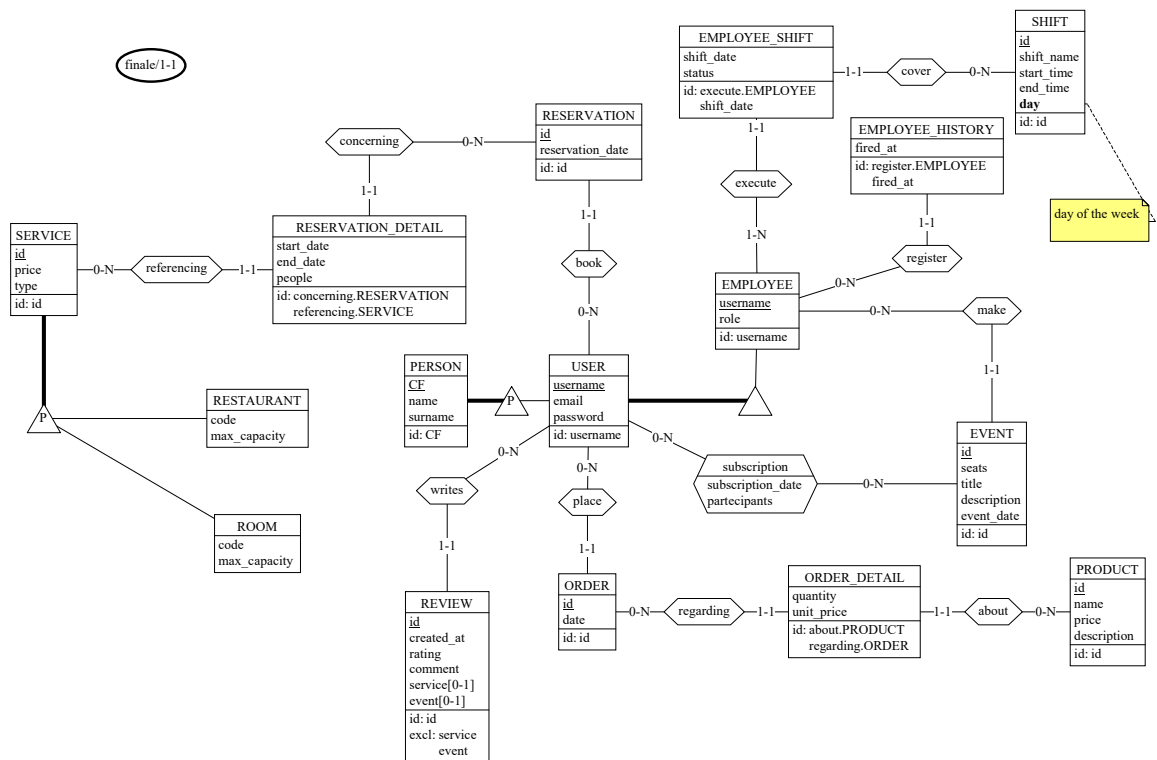 finale/1-1
EMPLOYEE_SHIFT
shift_date
status
id: execute.EMPLOYEE
shift_date
1-1
cover
0-N
SHIFT
id
shift_name
start_time
end_time
day
id: id
day of the week
concerning
0-N
1-1
RESERVATION
id
reservation_date
id: id
1-1
execute
1-N
EMPLOYEE_HISTORY
fired_at
id: register.EMPLOYEE
fired_at
1-1
register
0-N
SERVICE
id
price
type
id: id
0-N
referencing
1-1
RESERVATION_DETAIL
start_date
end_date
people
id: concerning.RESERVATION
referencing.SERVICE
1-1
book
0-N
EMPLOYEE
username
role
id: username
0-N
make
1-1
PERSON
CF
name
surname
id: CF
P
USER
username
email
password
id: username
P
RESTAURANT
code
max_capacity
ROOM
code
max_capacity
0-N
writes
1-1
0-N
place
1-1
0-N
subscription
subscription_date
partecipants
0-N
EVENT
id
seats
title
description
event_date
id: id
REVIEW
id
created_at
rating
comment
service[0-1]
event[0-1]
id: id
excl: service
event
ORDER
id
date
id: id
0-N
regarding
1-1
ORDER_DETAIL
quantity
unit_price
id: about.PRODUCT
regarding.ORDER
1-1
about
0-N
PRODUCT
id
name
price
description
id: id